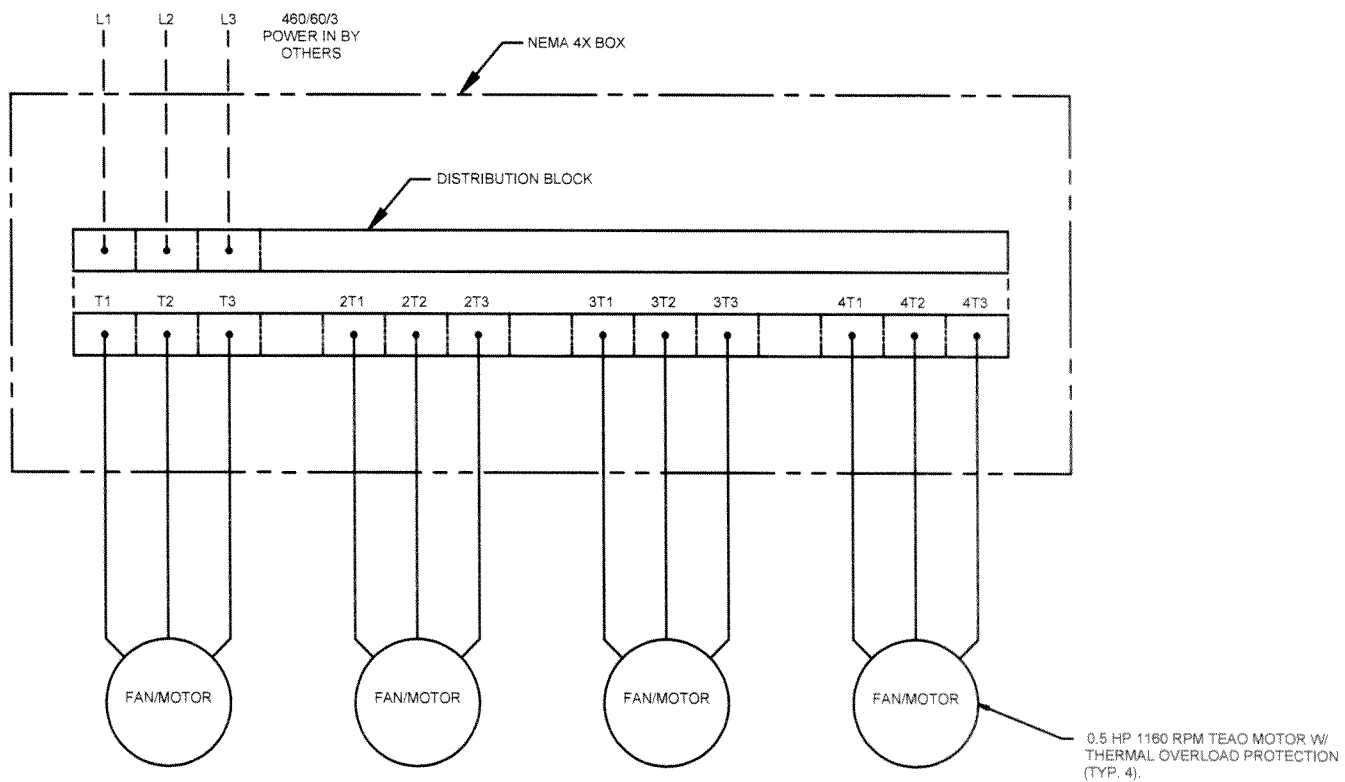 L1 L2 L3 460/60/3
POWER IN BY
OTHERS
NEMA 4X BOX
DISTRIBUTION BLOCK
T1 T2 T3 2T1 2T2 2T3 3T1 3T2 3T3 4T1 4T2 4T3
FAN/MOTOR FAN/MOTOR FAN/MOTOR FAN/MOTOR
0.5 HP 1160 RPM TEAO MOTOR W/
THERMAL OVERLOAD PROTECTION
(TYP. 4).